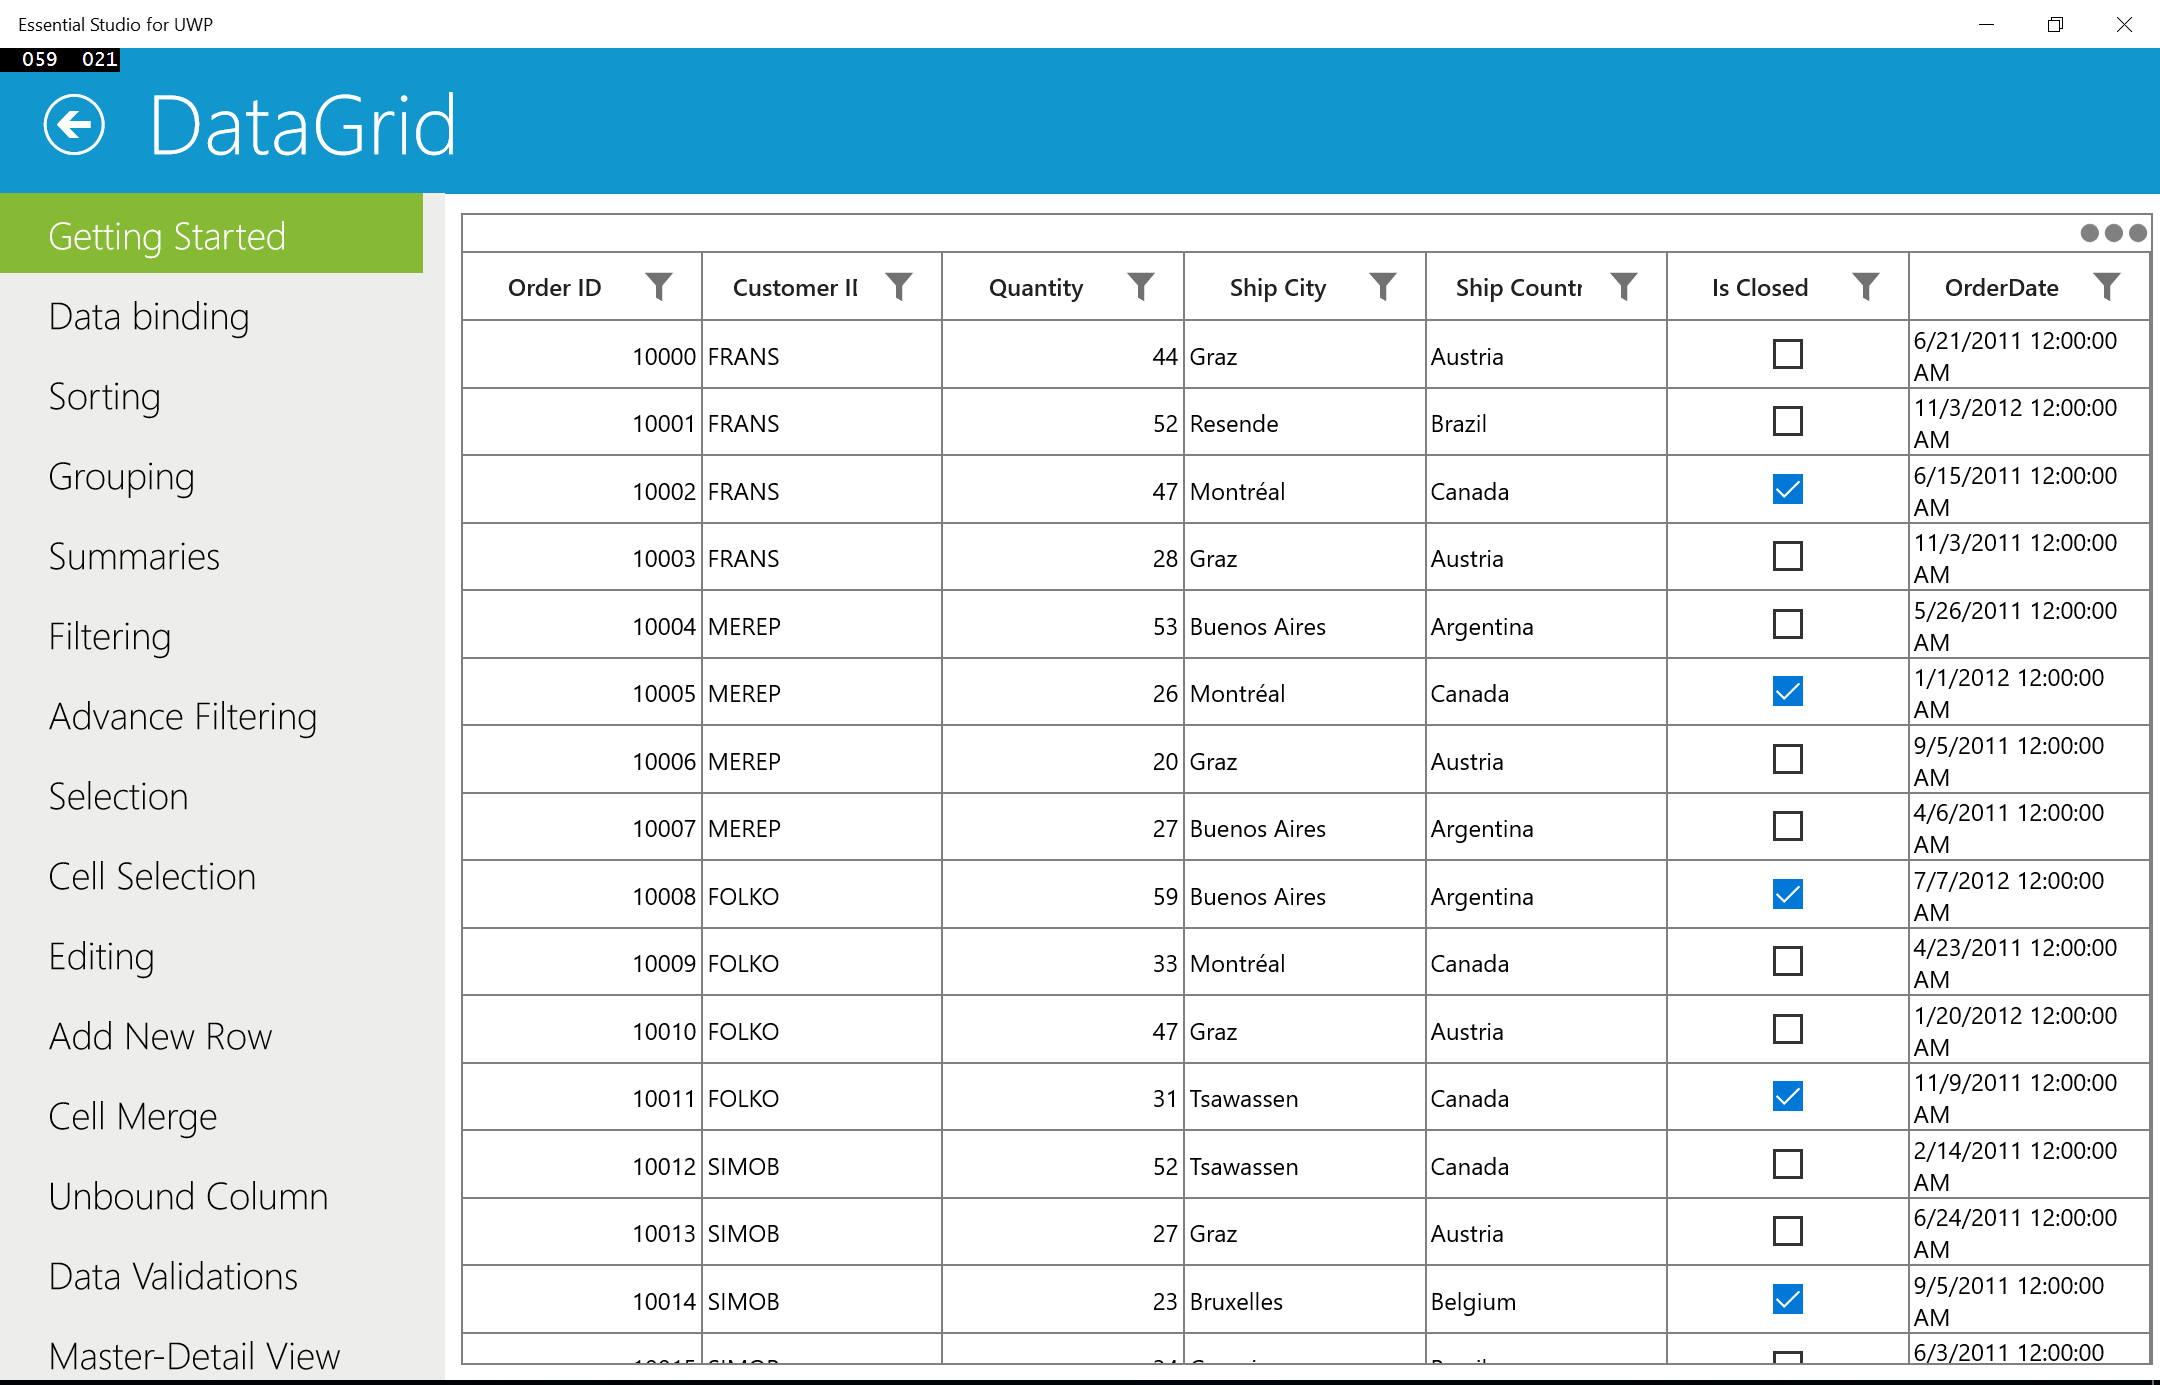 Essential Studio for UWP
059 021
DataGrid
Getting Started
Data binding
Sorting
Grouping
Summaries
Filtering
Advance Filtering
Selection
Cell Selection
Editing
Add New Row
Cell Merge
Unbound Column
Data Validations
Master-Detail View
Order ID Customer Quantity Ship City Ship Is Closed OrderDate
10000 FRANS 44 Graz Austria 6/21/2011 12:00:00
AM
10001 FRANS 52 Resende Brazil 11/3/2012 12:00:00
AM
10002 FRANS 47 Montréal Canada 6/15/2011 12:00:00
AM
10003 FRANS 28 Graz Austria 11/3/2011 12:00:00
AM
10004 MEREP 53 Buenos Aires Argentina 5/26/2011 12:00:00
AM
10005 MEREP 26 Montréal Canada 1/1/2012 12:00:00
AM
10006 MEREP 20 Graz Austria 9/5/2011 12:00:00
AM
10007 MEREP 27 Buenos Aires Argentina 4/6/2011 12:00:00
AM
10008 FOLKO 59 Buenos Aires Argentina 7/7/2012 12:00:00
AM
10009 FOLKO 33 Montréal Canada 4/23/2011 12:00:00
AM
10010 FOLKO 47 Graz Austria 1/20/2012 12:00:00
AM
10011 FOLKO 31 Tsawassen Canada 11/9/2011 12:00:00
AM
10012 SIMOB 52 Tsawassen Canada 2/14/2011 12:00:00
AM
10013 SIMOB 27 Graz Austria 6/24/2011 12:00:00
AM
10014 SIMOB 23 Bruxelles Belgium 9/5/2011 12:00:00
AM
6/3/2011 12:00:00